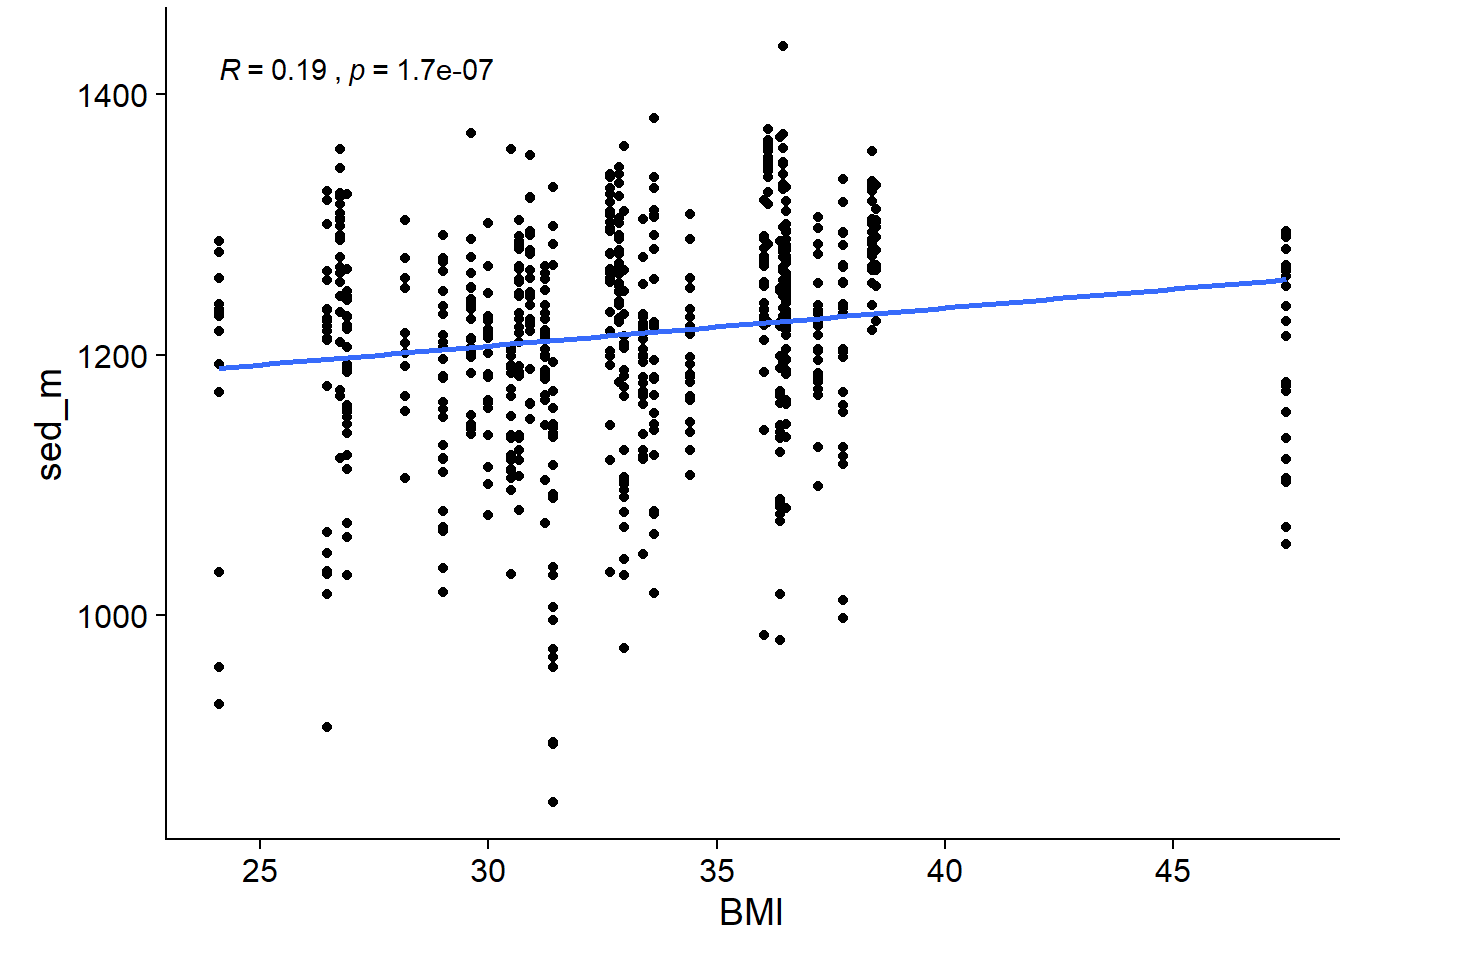 R = 0.19 , p = 1.7e-07
1400
1200
1000
sed_m
25 30 35 40 45
BMI